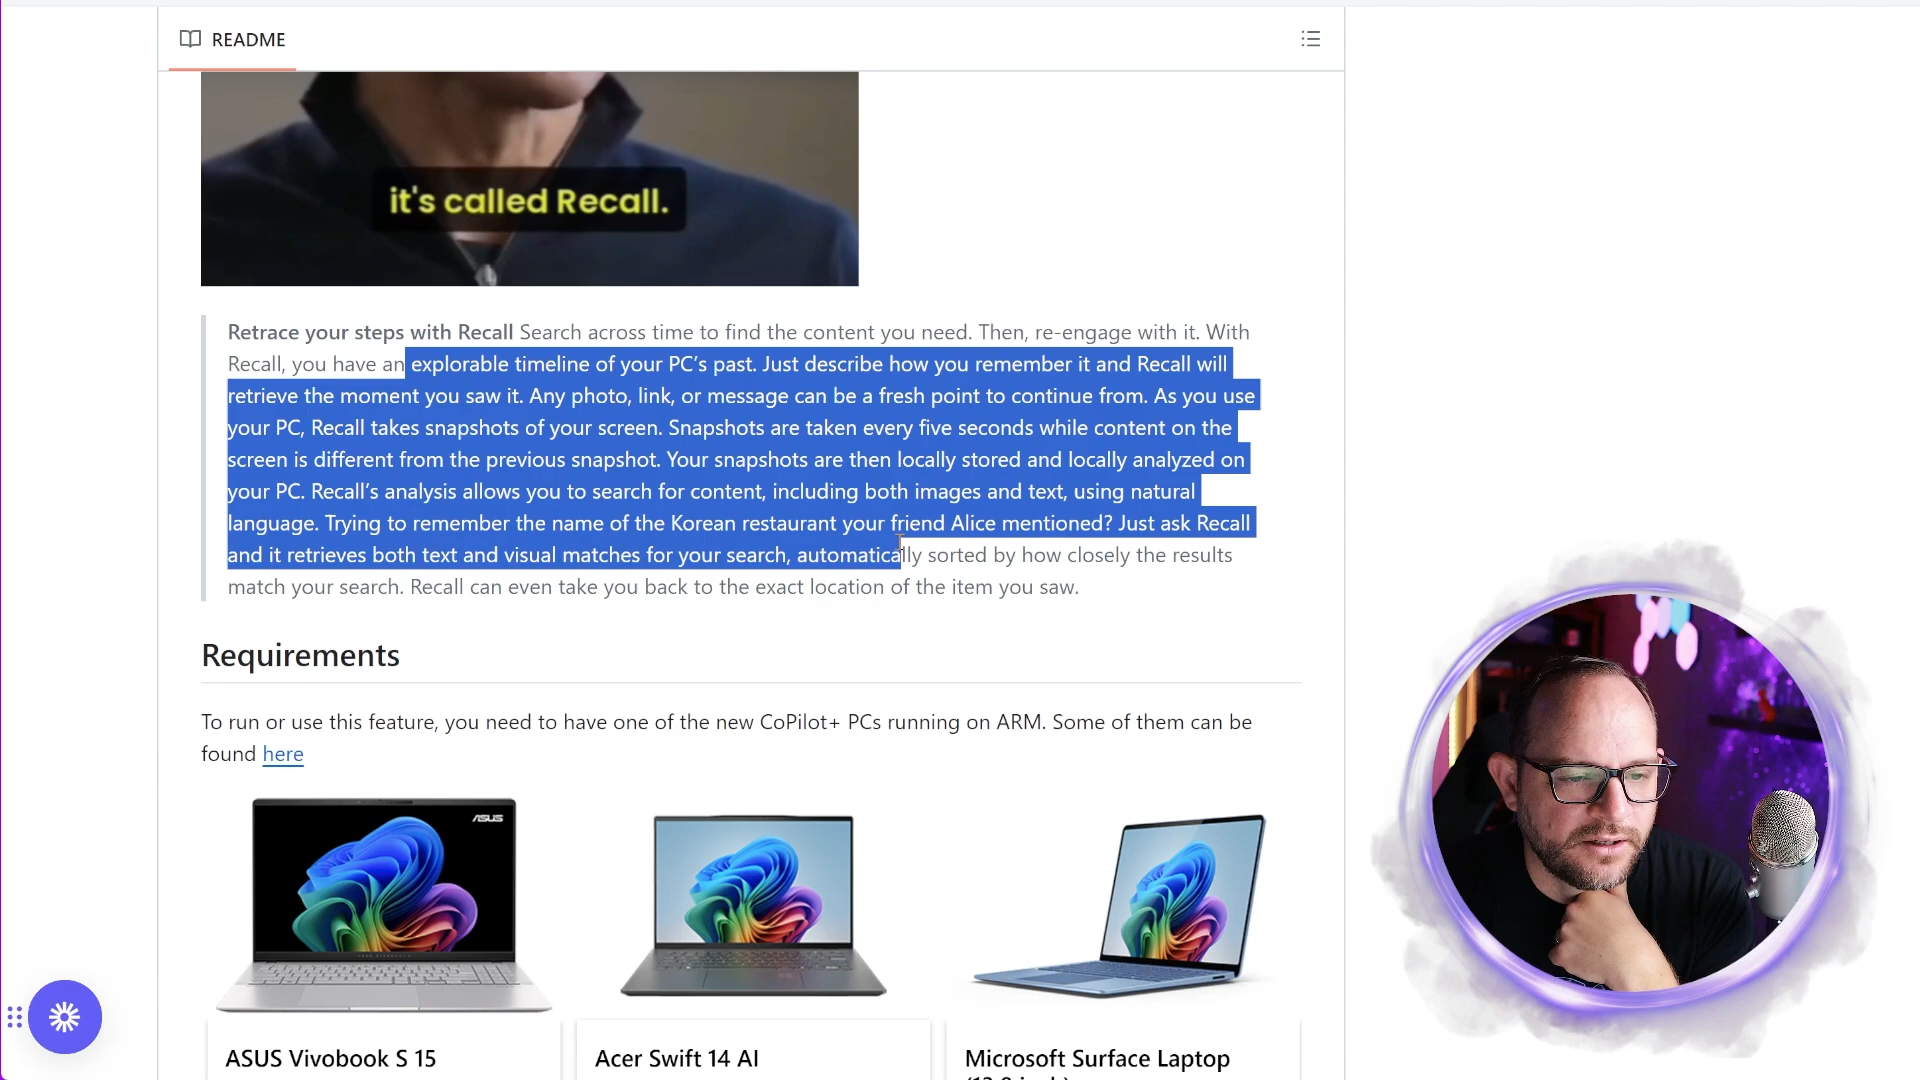 README
it's called Recall.
Retrace your steps with Recall Search across time to find the content you need. Then, re-engage with it. With
Recall, you have an explorable timeline of your PC’s past. Just describe how you remember it and Recall will
retrieve the moment you saw it. Any photo, link, or message can be a fresh point to continue from. As you use
your PC, Recall takes snapshots of your screen. Snapshots are taken every five seconds while content on the
screen is different from the previous snapshot. Your snapshots are then locally stored and locally analyzed on
your PC. Recall’s analysis allows you to search for content, including both images and text, using natural
language. Trying to remember the name of the Korean restaurant your friend Alice mentioned? Just ask Recall
and it retrieves both text and visual matches for your search, automatically sorted by how closely the results
match your search. Recall can even take you back to the exact location of the item you saw.
Requirements
To run or use this feature, you need to have one of the new CoPilot+ PCs running on ARM. Some of them can be
found here
ASUS
ASUS Vivobook S 15
Acer Swift 14 AI
Microsoft Surface Laptop